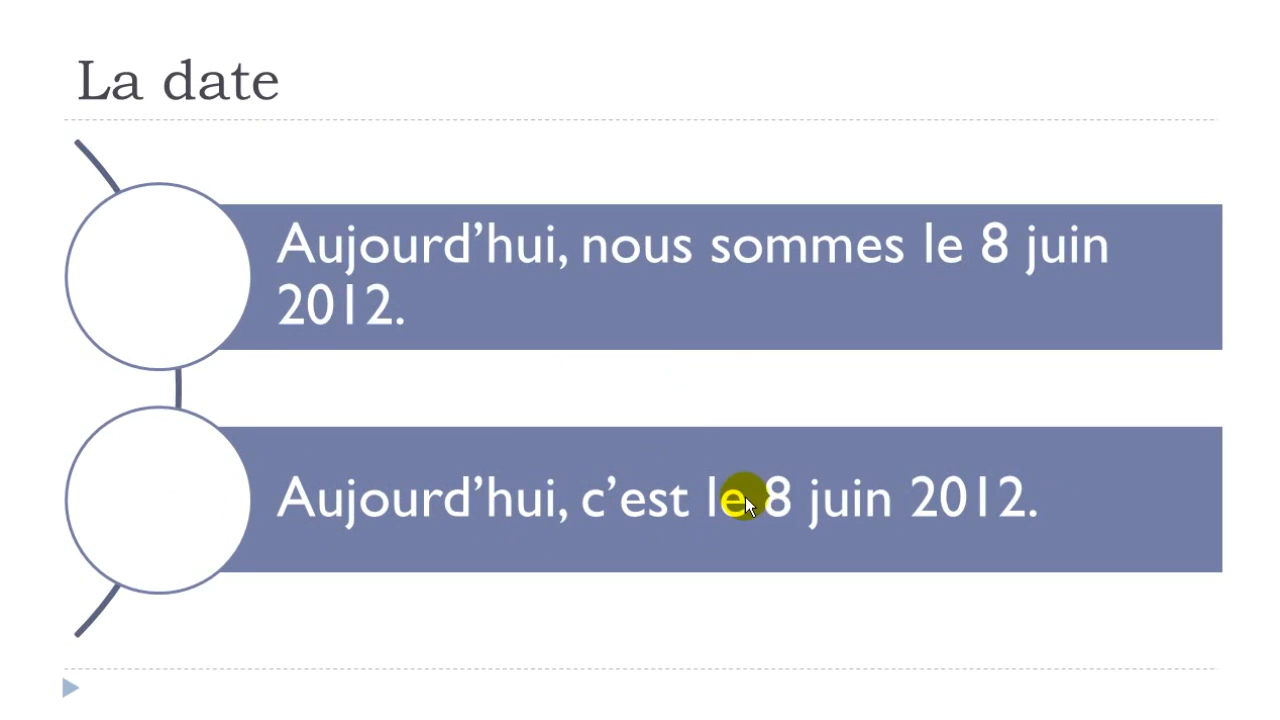 La date
Aujourd’hui, nous sommes le 8 juin
2012.
Aujourd’hui, c’est le 8 juin 2012.